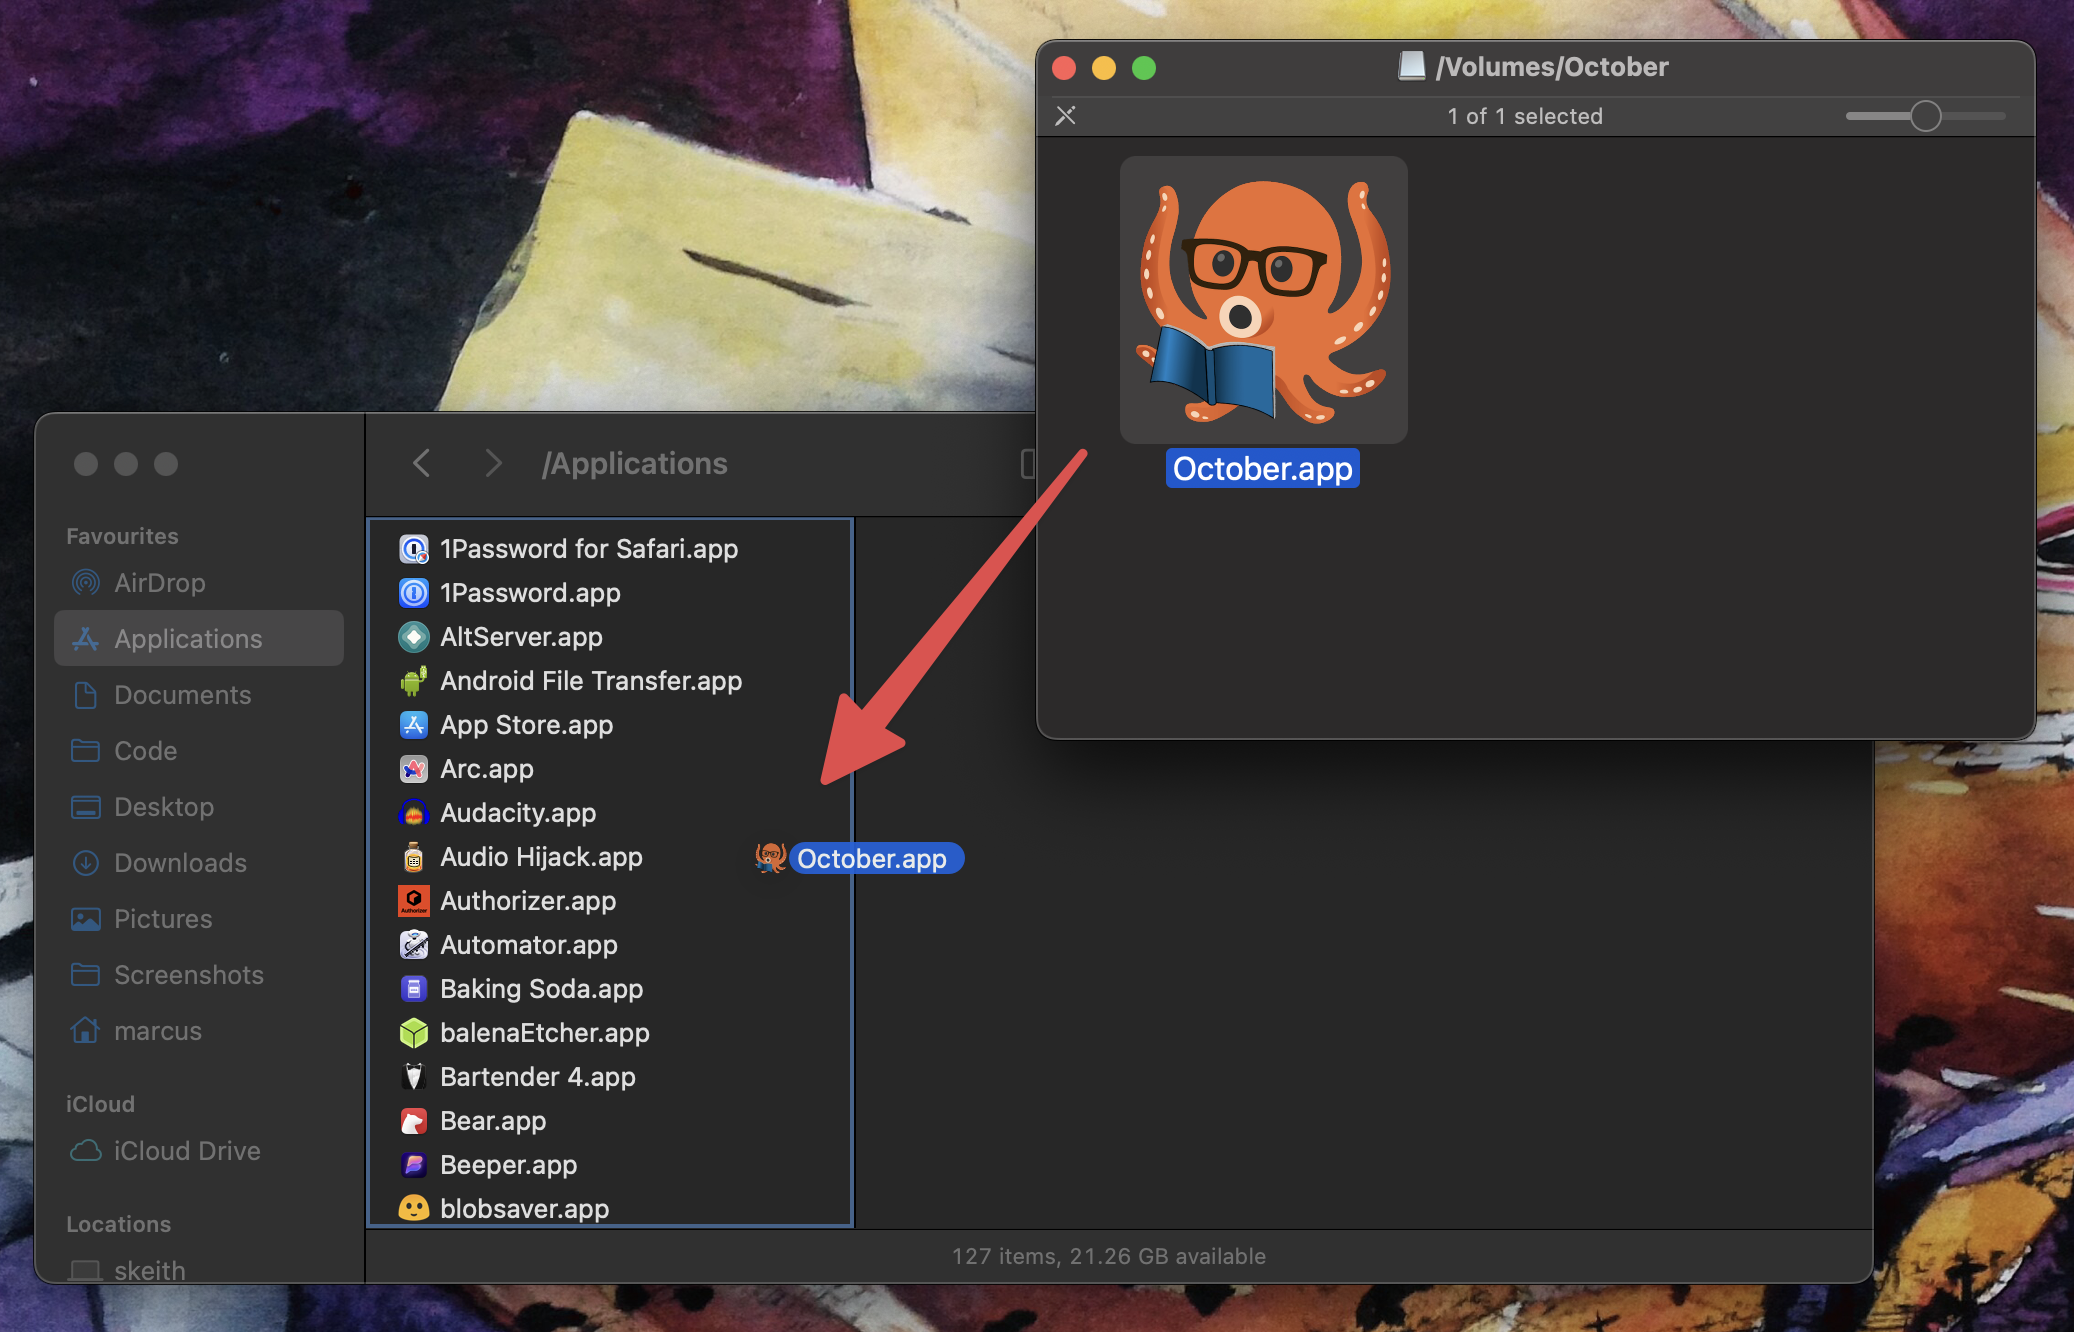 /Volumes/October
1 of 1 selected
October.app
/Applications
Favourites
AirDrop
Applications
Documents
Code
Desktop
Downloads
Pictures
Screenshots
marcus
iCloud
iCloud Drive
Locations
skeith
1Password for Safari.app
1Password.app
AltServer.app
Android File Transfer.app
App Store.app
Arc.app
Audacity.app
Audio Hijack.app
October.app
Authorizer
Authorizer.app
Automator.app
Baking Soda.app
balenaEtcher.app
Bartender 4.app
Bear.app
Beeper.app
blobsaver.app
127 items, 21.26 GB available